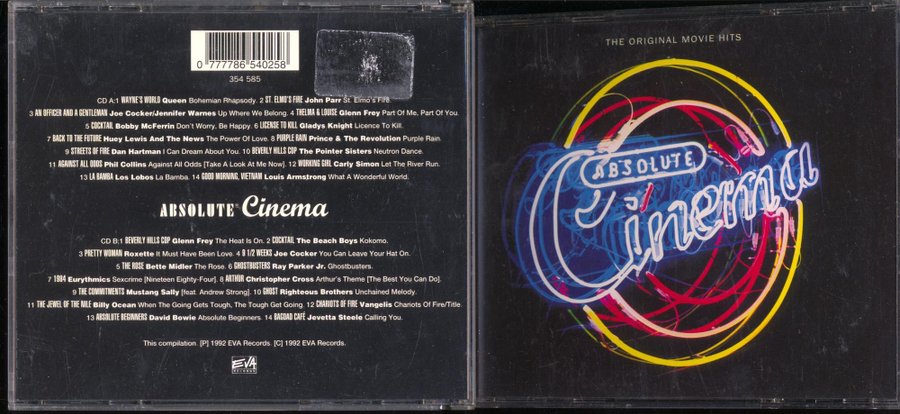 0 777786 540258
354 585
CD A:1 WAYNE'S WORLD Queen Bohemian Rhapsody. 2 ST. ELMO'S FIRE John Parr St. Elmo's Fire.
3 AN OFFICER AND A GENTLEMAN Joe Cocker/Jennifer Warnes Up Where We Belong. 4 THELMA & LOUISE Glenn Frey Part Of Me, Part Of You.
5 COCKTAIL Bobby McFerrin Don't Worry, Be Happy. 6 LICENSE TO KILL Gladys Knight Licence To Kill.
7 BACK TO THE FUTURE Huey Lewis And The News The Power Of Love. 8 PURPLE RAIN Prince & The Revolution Purple Rain.
9 STREETS OF FIRE Dan Hartman I Can Dream About You. 10 BEVERLY HILLS COP The Pointer Sisters Neutron Dance.
11 AGAINST ALL ODDS Phil Collins Against All Odds [Take A Look At Me Now]. 12 WORKING GIRL Carly Simon Let The River Run.
13 LA BAMBA Los Lobos La Bamba. 14 GOOD MORNING, VIETNAM Louis Armstrong What A Wonderful World.
ABSOLUTE Cinema
CD B:1 BEVERLY HILLS COP Glenn Frey The Heat Is On. 2 COCKTAIL The Beach Boys Kokomo.
3 PRETTY WOMAN Roxette It Must Have Been Love. 4 9 1/2 WEEKS Joe Cocker You Can Leave Your Hat On.
5 THE ROSE Bette Midler The Rose. 6 GHOSTBUSTERS Ray Parker Jr. Ghostbusters.
7 1984 Eurythmics Sexcrime [Nineteen Eighty-Four]. 8 ARTHUR Christopher Cross Arthur's Theme [The Best You Can Do].
9 THE COMMITMENTS Mustang Sally [feat. Andrew Strong]. 10 GHOST Righteous Brothers Unchained Melody.
11 THE JEWEL OF THE NILE Billy Ocean When The Going Gets Tough, The Tough Get Going. 12 CHARIOTS OF FIRE Vangelis Chariots Of Fire/Title
13 ABSOLUTE BEGINNERS David Bowie Absolute Beginners. 14 BAGDAD CAFÉ Jevetta Steele Calling You.
This compilation. [P] 1992 EVA Records. [C] 1992 EVA Records.
EVA
RECORDS
THE ORIGINAL MOVIE HITS
ABSOLUTE
Cinema